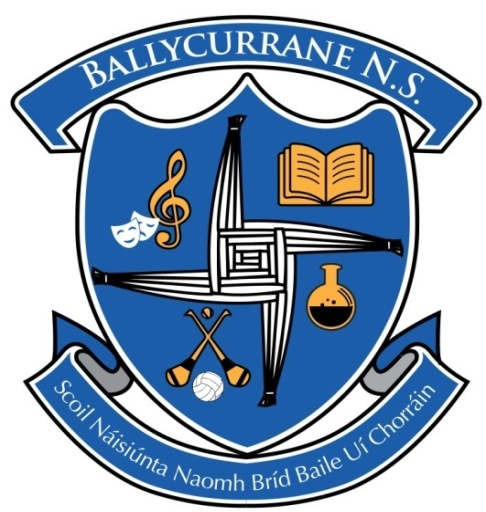 BALLYCURRANE N.S.
Scoil Náisiúnta Naomh Bríd Baile Uí Chorráin